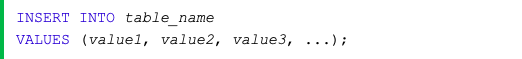 INSERT INTO table_name
VALUES (value1, value2, value3, ...);